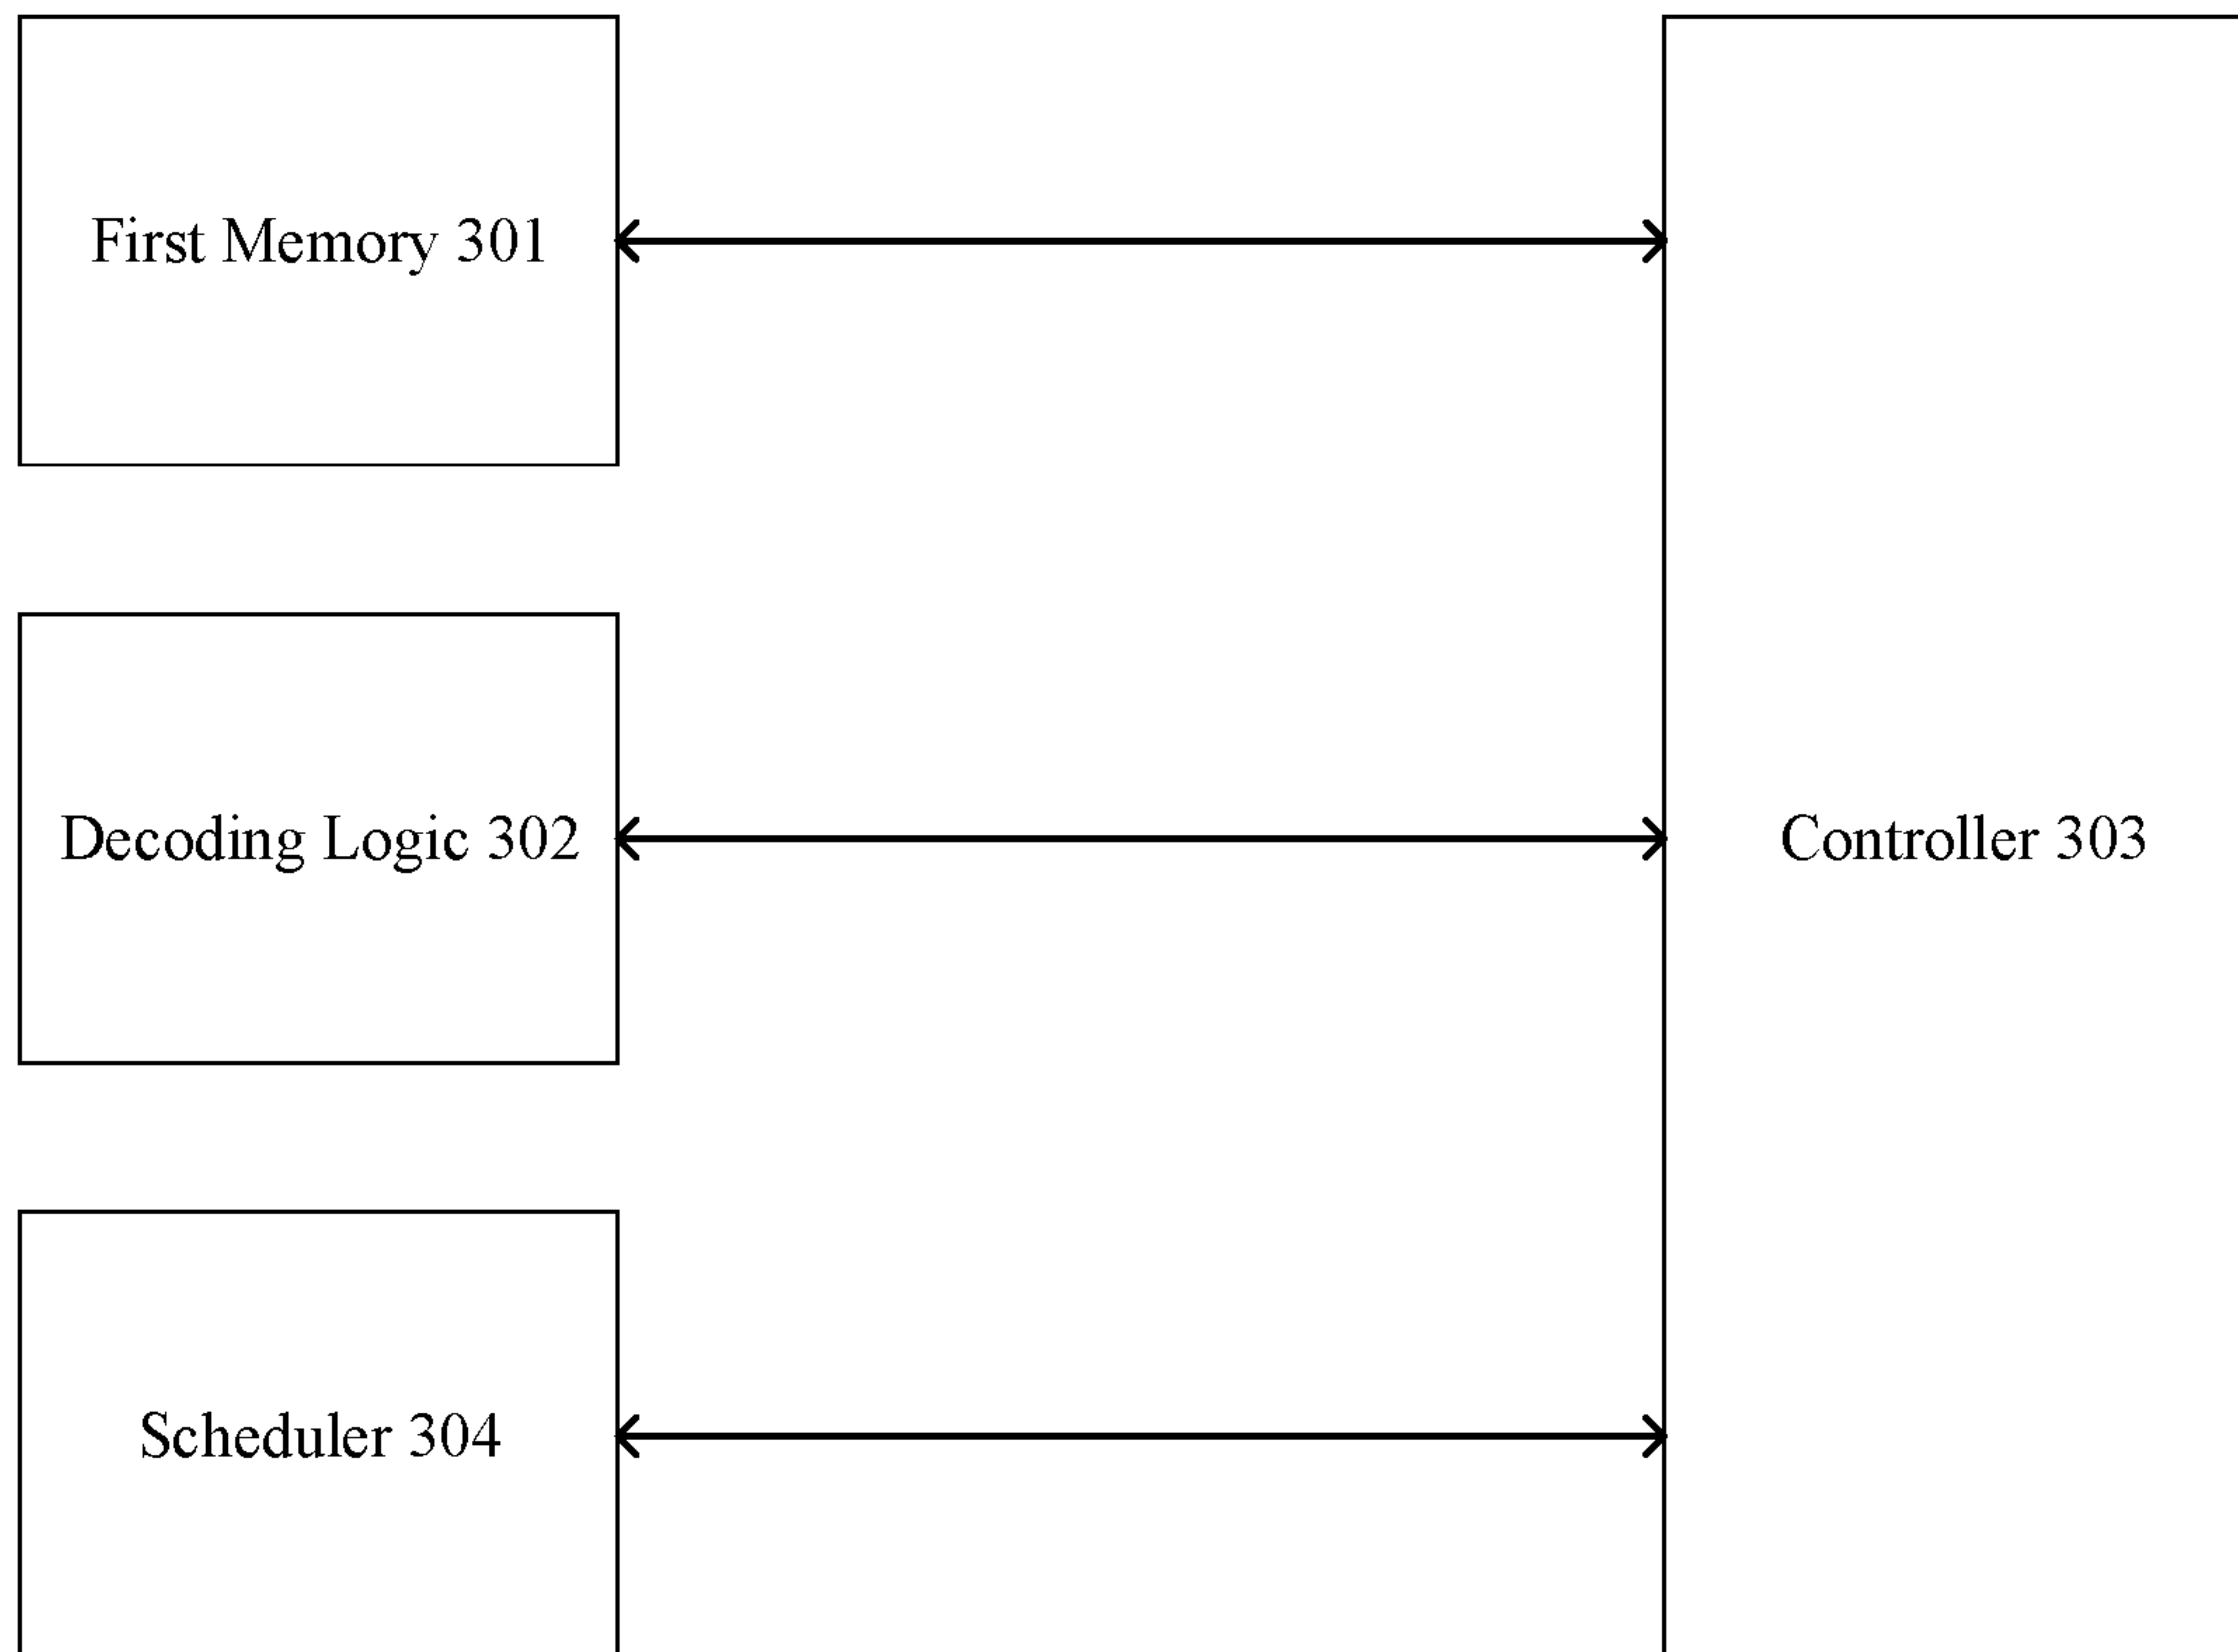 First Memory 301
Decoding Logic 302
Controller 303
Scheduler 304